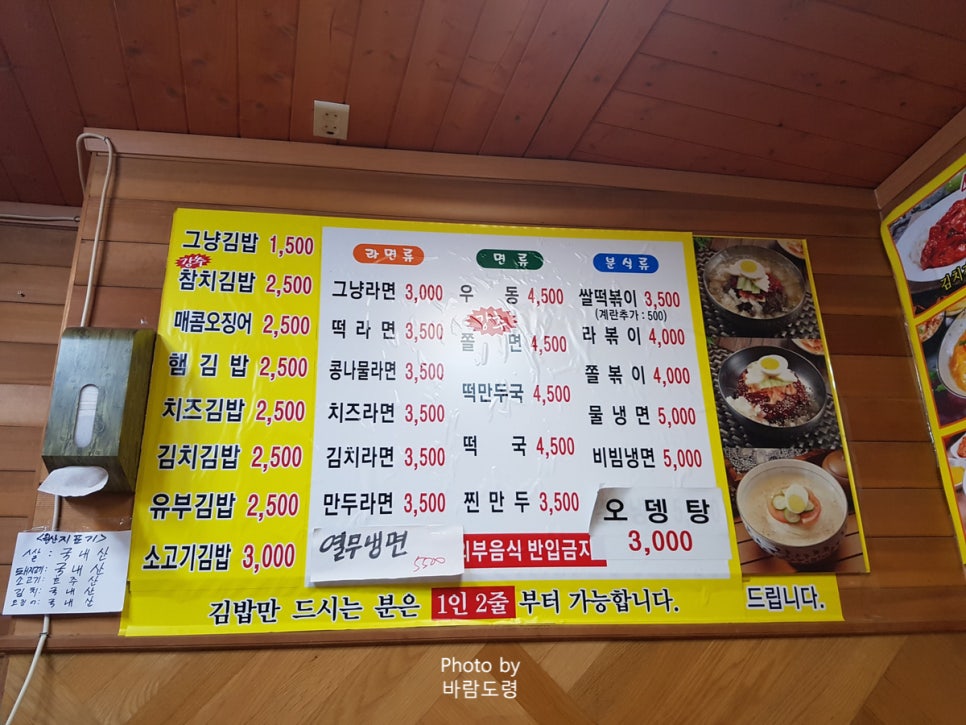 그냥김밥 1,500
참치김밥 2,500
매콤오징어 2,500
햄김밥 2,500
치즈김밥 2,500
김치김밥 2,500
유부김밥 2,500
소고기김밥 3,000
라면류
그냥라면 3,000
떡라면 3,500
콩나물라면 3,500
치즈라면 3,500
김치라면 3,500
만두라면 3,500
열무냉면 5500
면류
우동 4,500
쫄면 4,500
떡만두국 4,500
떡국 4,500
찐만두 3,500
외부음식 반입금지
분식류
쌀떡볶이 3,500
(계란추가 : 500)
라볶이 4,000
쫄볶이 4,000
물냉면 5,000
비빔냉면 5,000
오뎅탕
3,000
김밥만 드시는 분은 1인 2줄 부터 가능합니다.
드립니다.
<원산지표기>
쌀 : 국내산
돼지고기: 국내산
소고기: 호주산
김치: 국내산
국내산
Photo by
바람도령